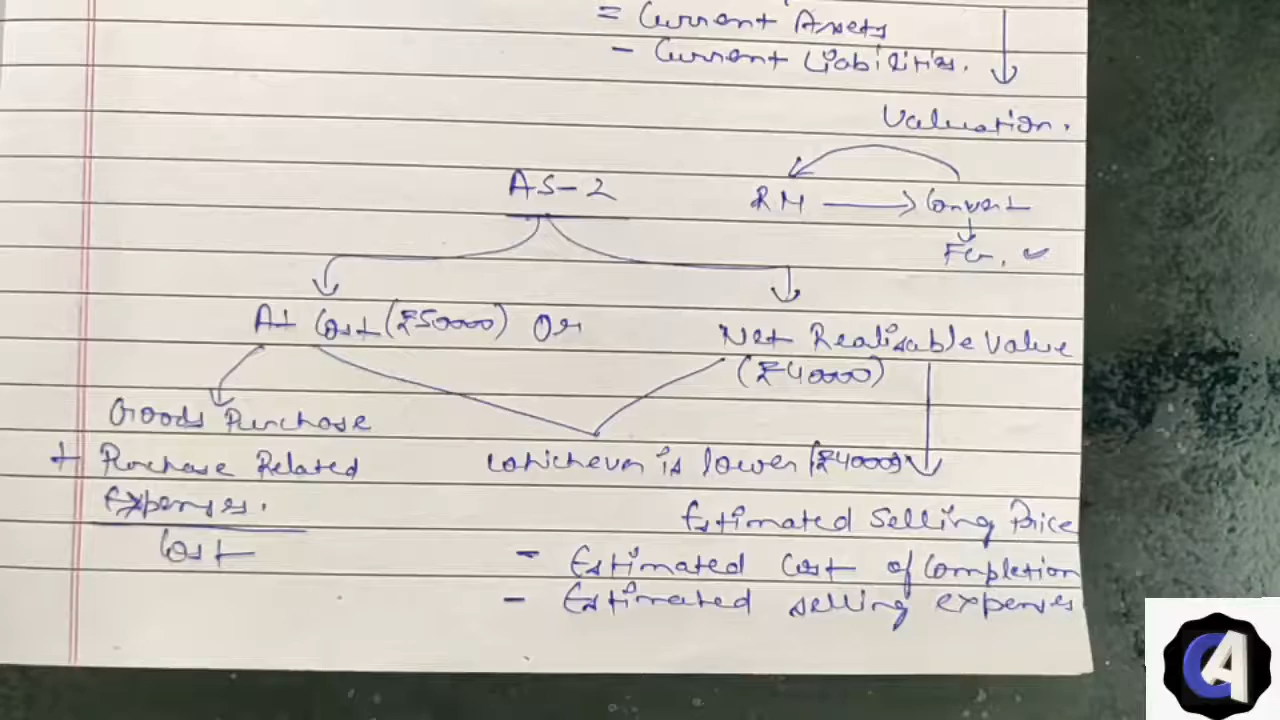 = Current Assets
- Current Liabilities.
Valuation.
AS-2
RM → Convert
FG. ✓
At Cost (₹50000) Or
Net Realisable Value
(₹40000)
Goods Purchase
+ Purchase Related
Expenses.
Cost
whichever is lower (₹40000)
Estimated Selling Price
- Estimated Cost of Completion
- Estimated selling expenses
CA